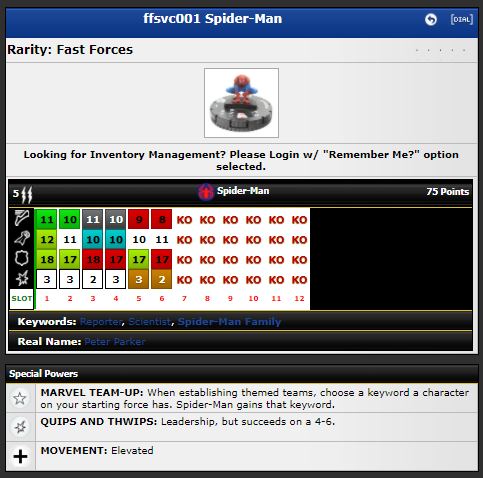 ffsvc001 Spider-Man
[DIAL]
Rarity: Fast Forces
Looking for Inventory Management? Please Login w/ "Remember Me?" option
selected.
5 Spider-Man 75 Points
11 10 11 10 9 8 KO KO KO KO KO KO
12 11 10 10 10 11 KO KO KO KO KO KO
18 17 18 17 17 17 KO KO KO KO KO KO
3 3 2 3 3 2 KO KO KO KO KO KO
SLOT 1 2 3 4 5 6 7 8 9 10 11 12
Keywords: Reporter, Scientist, Spider-Man Family
Real Name: Peter Parker
Special Powers
MARVEL TEAM-UP: When establishing themed teams, choose a keyword a character
on your starting force has. Spider-Man gains that keyword.
QUIPS AND THWIPS: Leadership, but succeeds on a 4-6.
MOVEMENT: Elevated